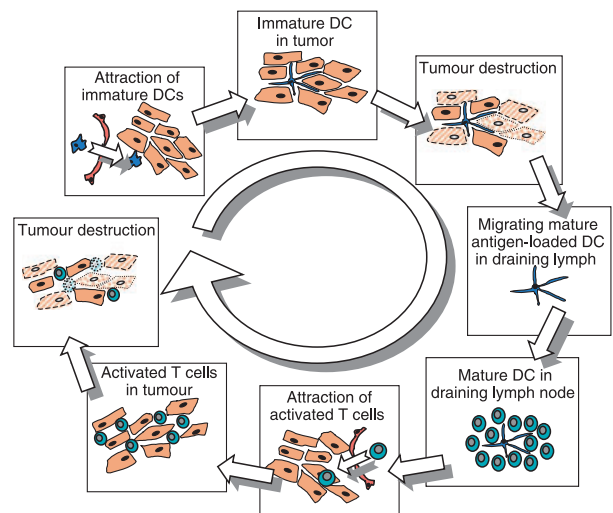 Attraction of
immature DCs
Immature DC
in tumor
Tumour destruction
Migrating mature
antigen-loaded DC
in draining lymph
Mature DC in
draining lymph node
Attraction of
activated T cells
Activated T cells
in tumour
Tumour destruction